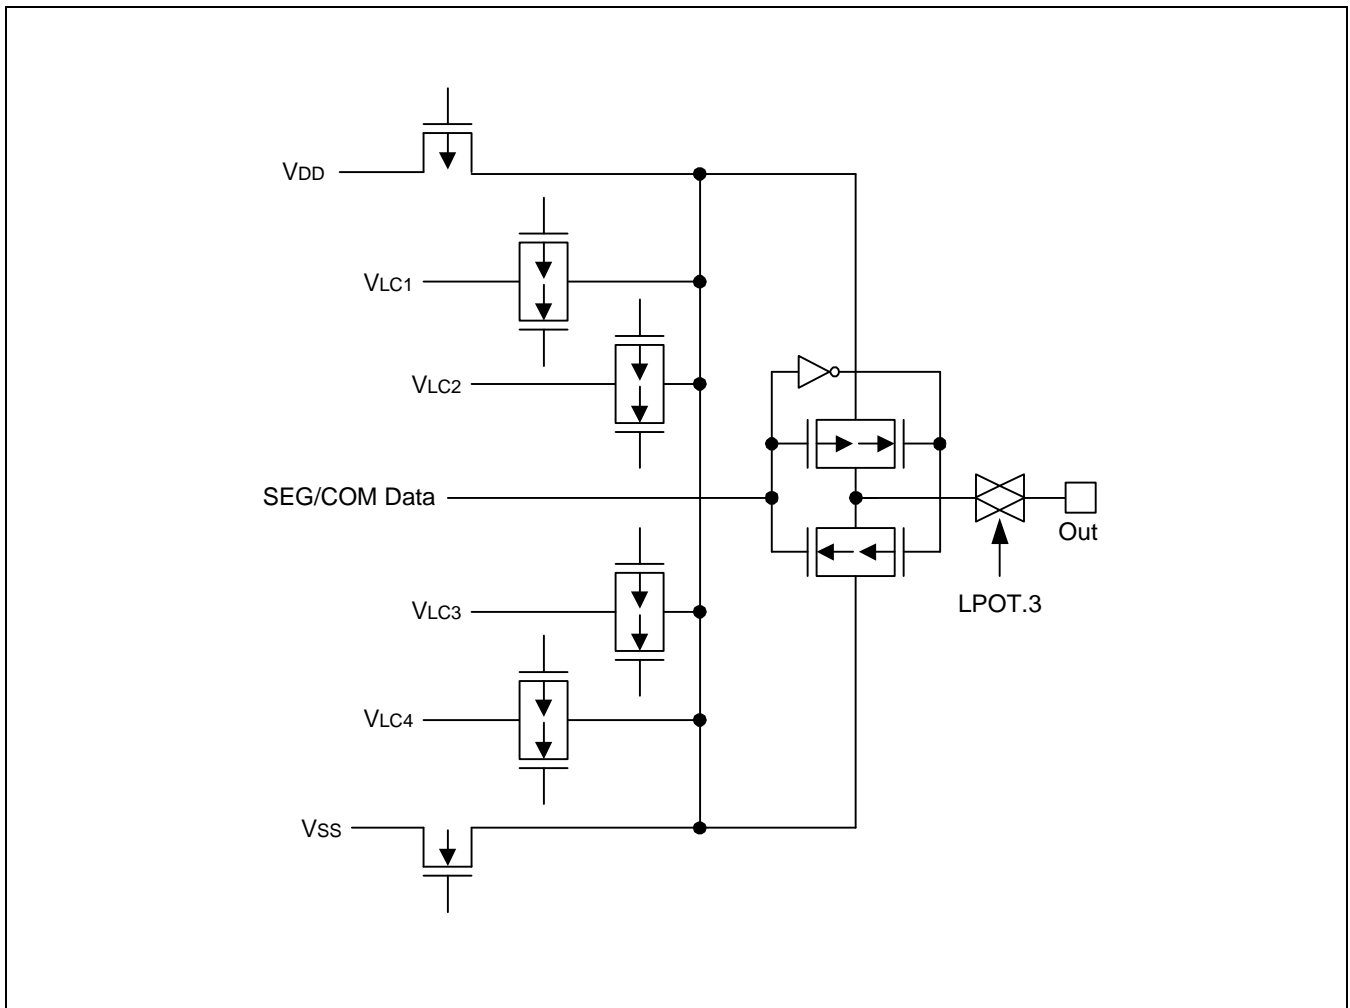 VDD
VLC1
VLC2
SEG/COM Data
Out
VLC3
LPOT.3
VLC4
VSS